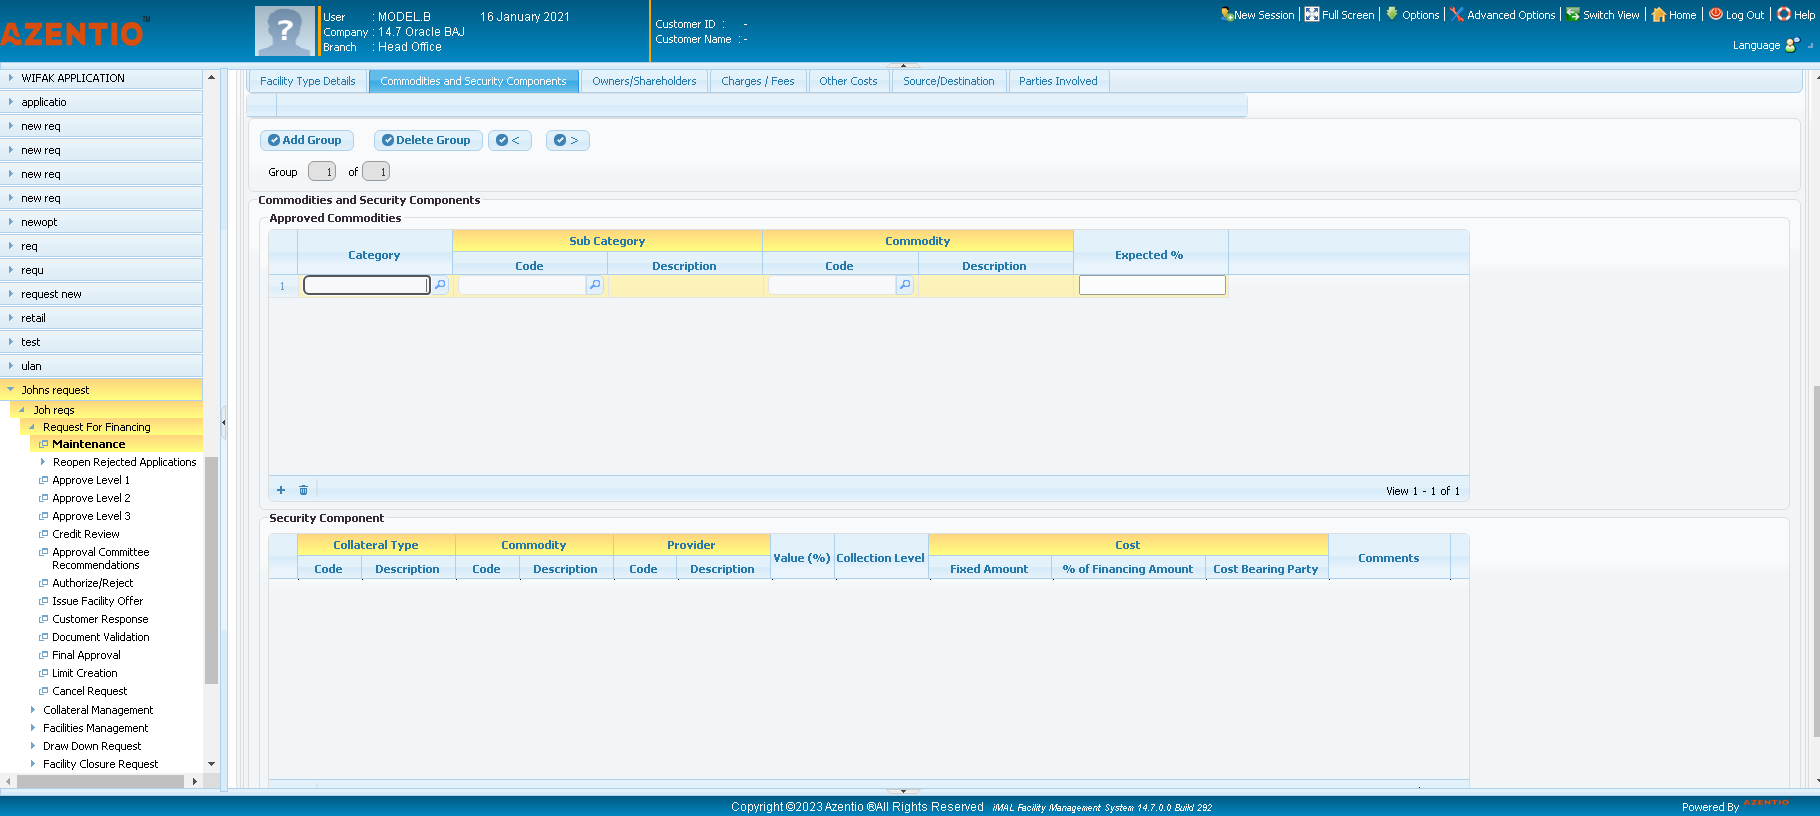 AZENTIO™
User : MODEL.B 16 January 2021
Company : 14.7 Oracle BAJ
Branch : Head Office
Customer ID : -
Customer Name : -
New Session Full Screen Options Advanced Options Switch View Home Log Out Help
Language
WIFAK APPLICATION
applicatio
new req
new req
new req
new req
newopt
req
requ
request new
retail
test
ulan
Johns request
Joh reqs
Request For Financing
Maintenance
Reopen Rejected Applications
Approve Level 1
Approve Level 2
Approve Level 3
Credit Review
Approval Committee
Recommendations
Authorize/Reject
Issue Facility Offer
Customer Response
Document Validation
Final Approval
Limit Creation
Cancel Request
Collateral Management
Facilities Management
Draw Down Request
Facility Closure Request
Facility Type Details Commodities and Security Components Owners/Shareholders Charges / Fees Other Costs Source/Destination Parties Involved
Add Group Delete Group < >
Group 1 of 1
Commodities and Security Components
Approved Commodities
Category Sub Category Commodity Expected %
Code Description Code Description
1
View 1 - 1 of 1
Security Component
Collateral Type Commodity Provider Value (%) Collection Level Cost Comments
Code Description Code Description Code Description Fixed Amount % of Financing Amount Cost Bearing Party
Copyright ©2023 Azentio ®All Rights Reserved iMAL Facility Management System 14.7.0.0 Build 292
Powered By AZENTIO